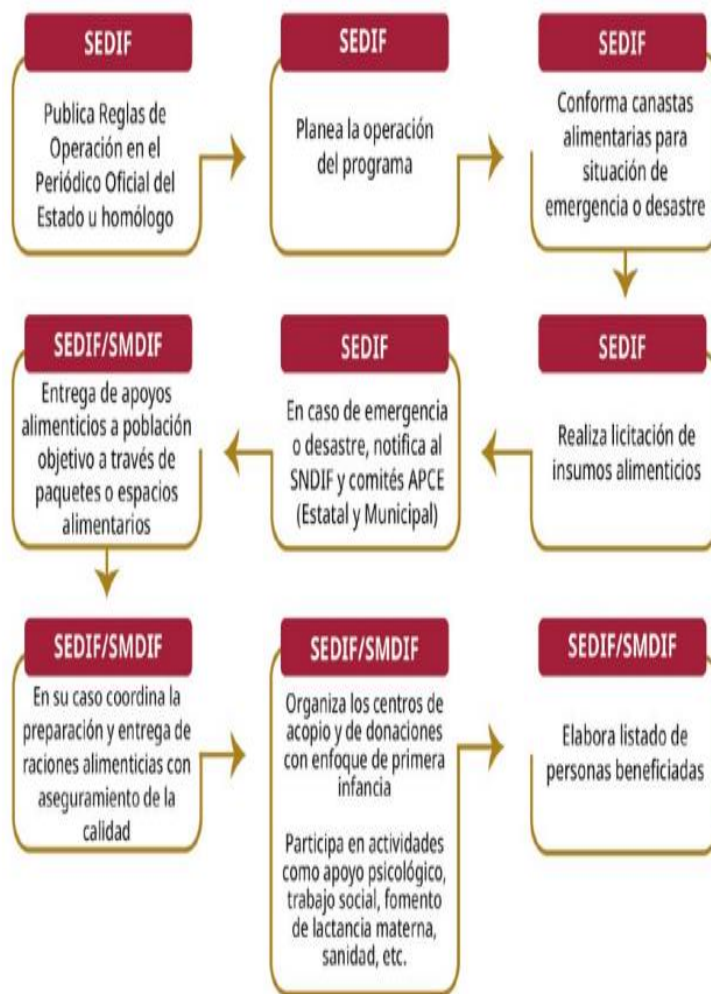 SEDIF
Publica Reglas de
Operación en el
Periódico Oficial del
Estado u homólogo
SEDIF
Planea la operación
del programa
SEDIF
Conforma canastas
alimentarias para
situación de
emergencia o desastre
SEDIF
Realiza licitación de
insumos alimenticios
SEDIF
En caso de emergencia
o desastre, notifica al
SNDIF y comités APCE
(Estatal y Municipal)
SEDIF/SMDIF
Entrega de apoyos
alimenticios a población
objetivo a través de
paquetes o espacios
alimentarios
SEDIF/SMDIF
En su caso coordina la
preparación y entrega de
raciones alimenticias con
aseguramiento de la
calidad
SEDIF/SMDIF
Organiza los centros de
acopio y de donaciones
con enfoque de primera
infancia
Participa en actividades
como apoyo psicológico,
trabajo social, fomento
de lactancia materna,
sanidad, etc.
SEDIF/SMDIF
Elabora listado de
personas beneficiadas